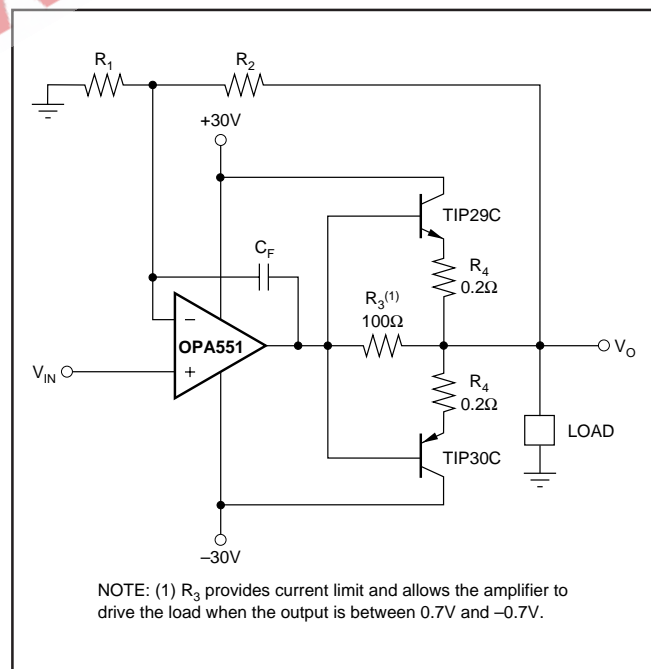 R1
R2
+30V
TIP29C
CF
R4
0.2Ω
R3(1)
100Ω
OPA551
−
+
VIN
VO
R4
0.2Ω
LOAD
TIP30C
–30V
NOTE: (1) R3 provides current limit and allows the amplifier to
drive the load when the output is between 0.7V and –0.7V.